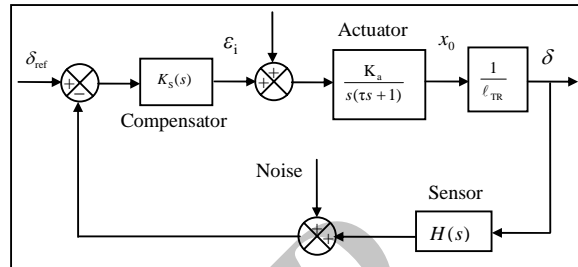 Actuator
δref
εi
x0
δ
Ks(s)
Ka
s(τs+1)
1
ℓTR
Compensator
+
+
−
Noise
Sensor
+
+
H(s)